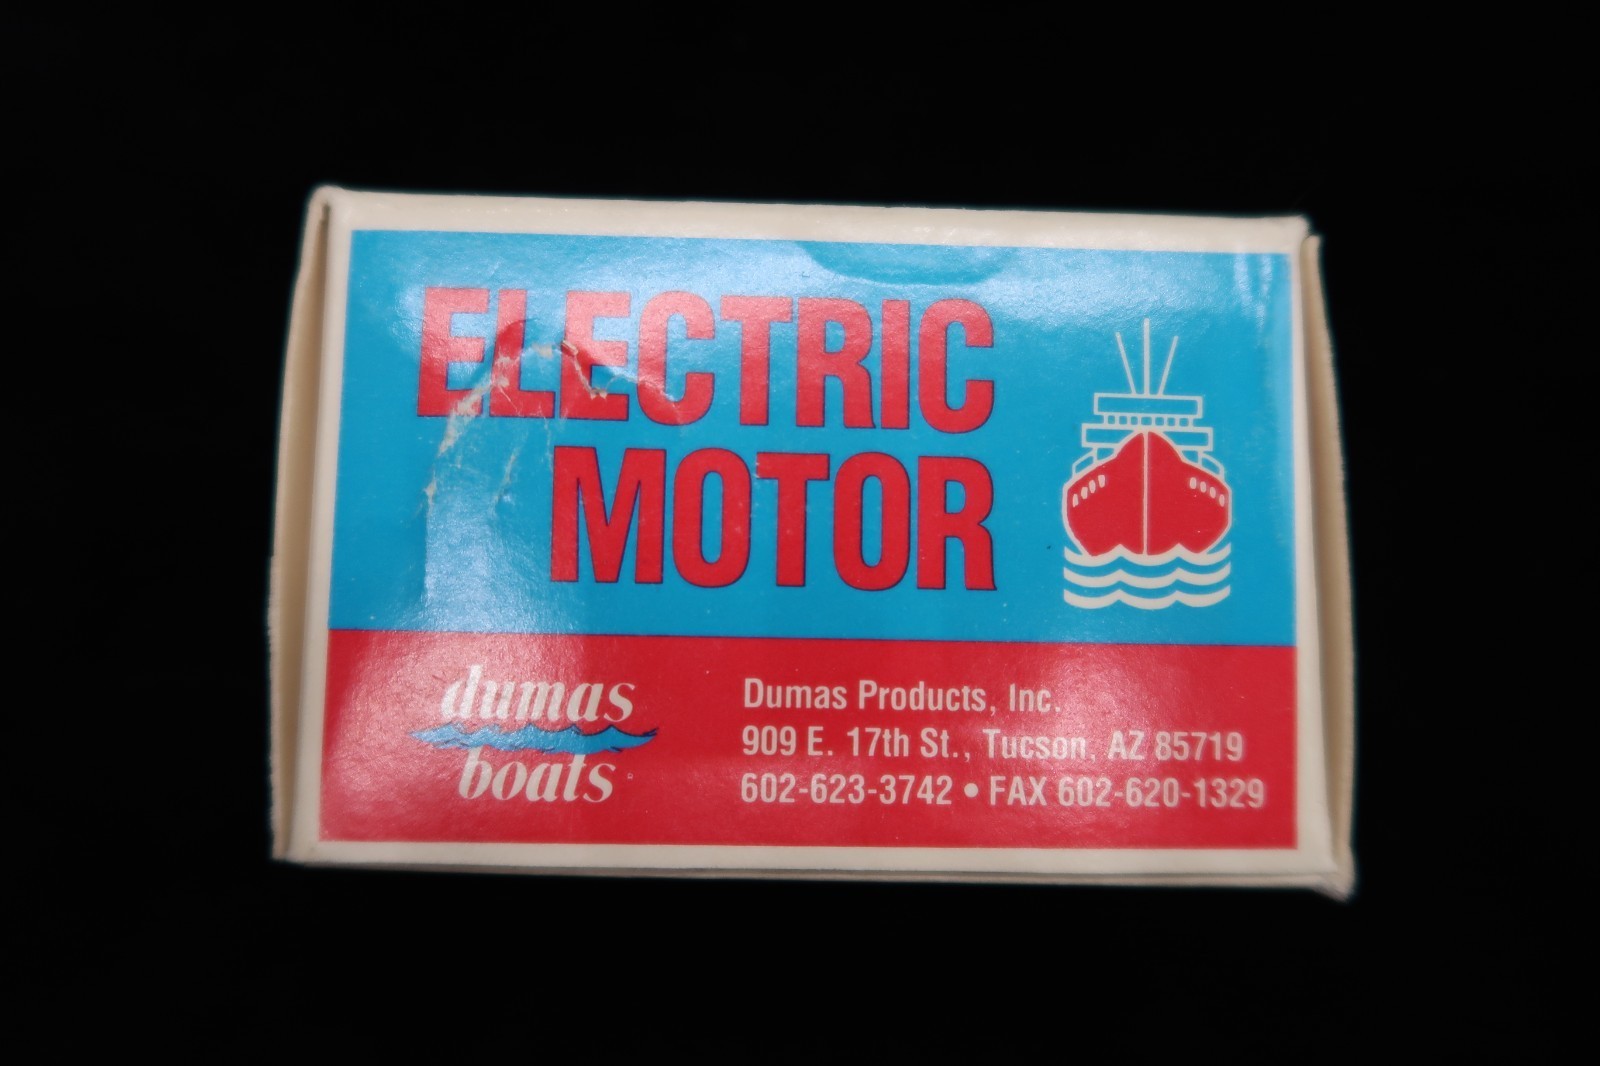 ELECTRIC
MOTOR
dumas
boats
Dumas Products, Inc.
909 E. 17th St., Tucson, AZ 85719
602-623-3742 • FAX 602-620-1329